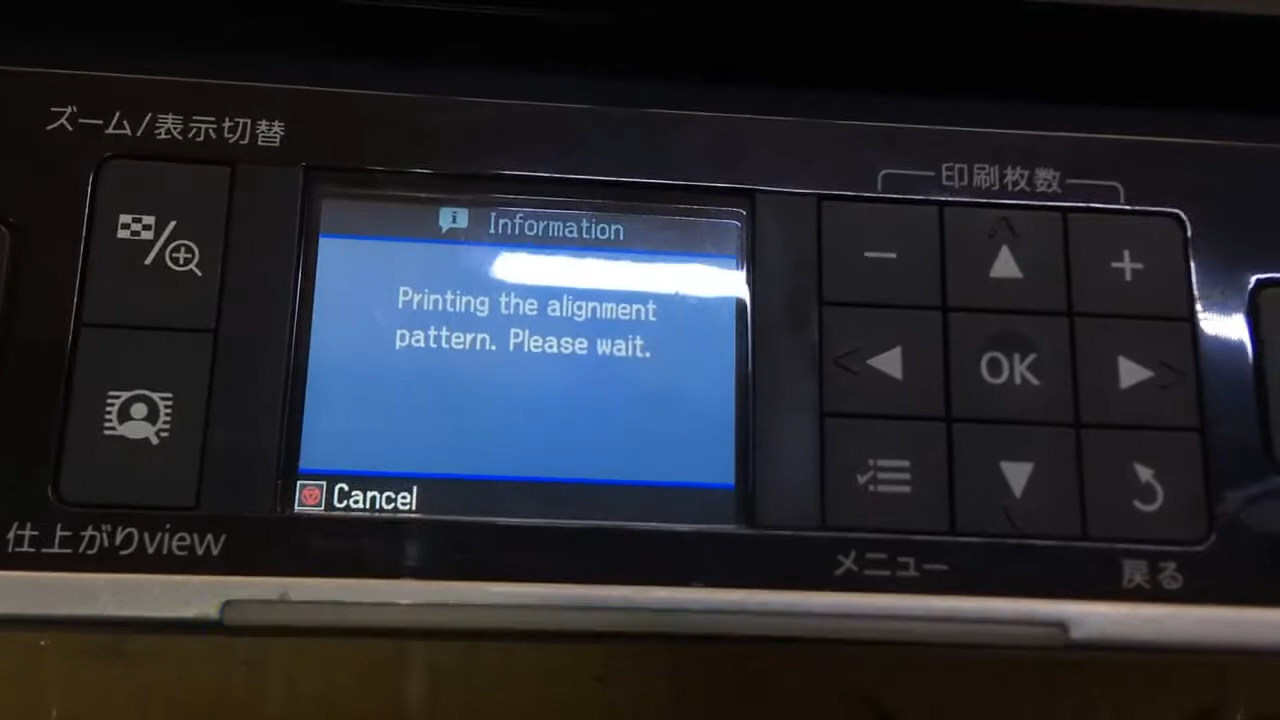 ズーム/表示切替
印刷枚数
Information
Printing the alignment
pattern. Please wait.
OK
Cancel
仕上がりview
メニュー
戻る